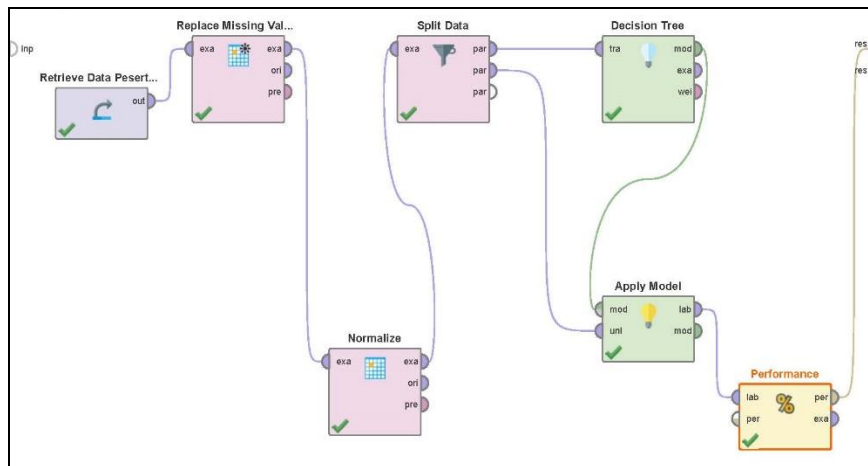 inp
Retrieve Data Pesert...
out
Replace Missing Val...
exa
exa
ori
pre
Normalize
exa
exa
ori
pre
Split Data
exa
par
par
par
Decision Tree
tra
mod
exa
wei
Apply Model
mod
lab
unl
mod
Performance
lab
per
per
exa
%
res
res